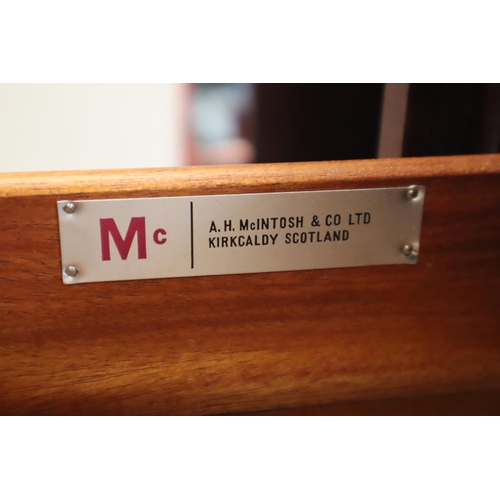 Mc
A.H. McINTOSH & CO LTD
KIRKCALDY SCOTLAND